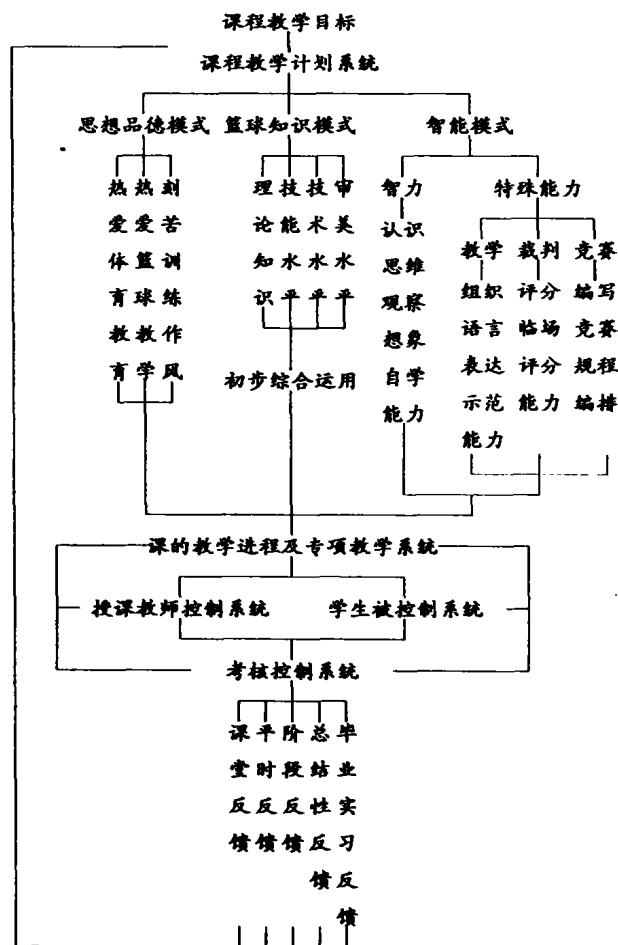 课程教学目标
课程教学计划系统
思想品德模式
篮球知识模式
智能模式
热爱体育教育
热爱篮球教学
刻苦训练作风
理论知识
技能水平
技术水平
审美水平
初步综合运用
智力
认识
思维
观察
想象
自学
能力
特殊能力
教学
组织
语言
表达
示范
能力
裁判
评分
临场
评分
能力
竞赛
编写
竞赛
规程
编排
课的教学进程及专项教学系统
授课教师控制系统
学生被控制系统
考核控制系统
课堂反馈
平时反馈
阶段反馈
总结性反馈
毕业实习反馈